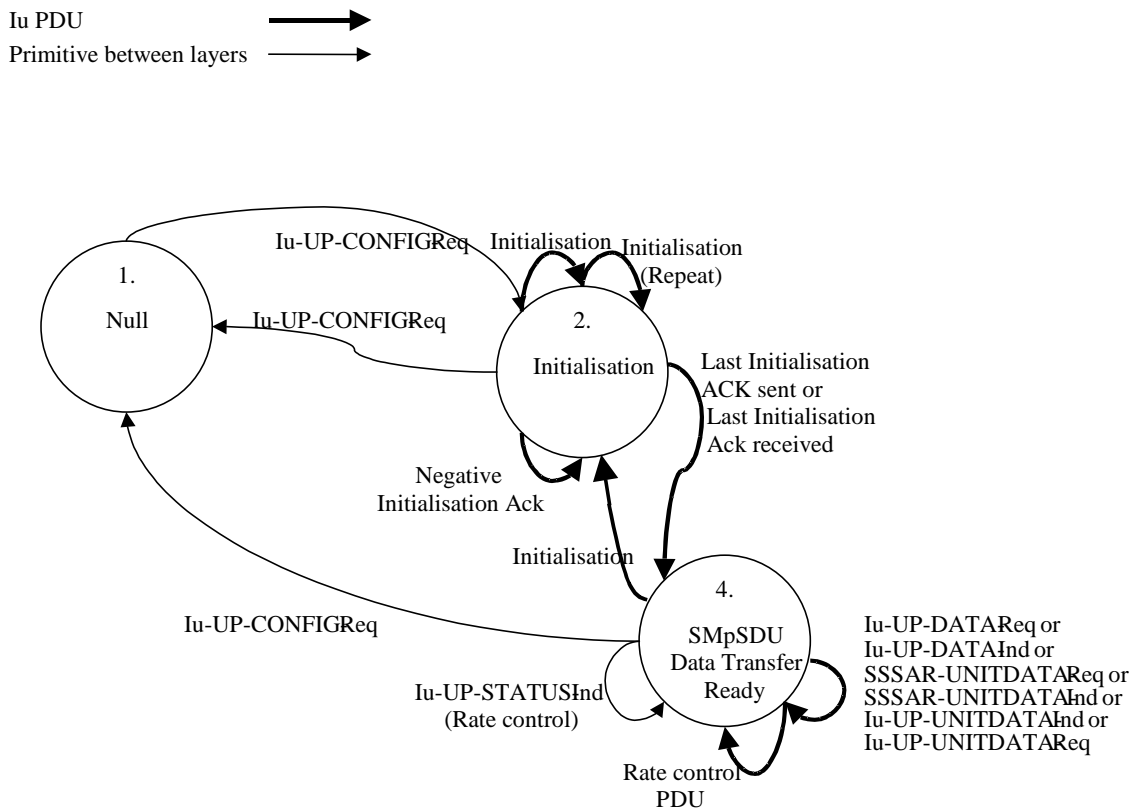 Iu PDU
Primitive between layers
Iu-UP-CONFIG-Req
Initialisation
Initialisation
(Repeat)
1.
Null
Iu-UP-CONFIG-Req
2.
Initialisation
Last Initialisation
ACK sent or
Last Initialisation
Ack received
Negative
Initialisation Ack
Initialisation
Iu-UP-CONFIG-Req
4.
SMpSDU
Data Transfer
Ready
Iu-UP-STATUS-Ind
(Rate control)
Iu-UP-DATA-Req or
Iu-UP-DATA-Ind or
SSSAR-UNITDATA-Req or
SSSAR-UNITDATA-Ind or
Iu-UP-UNITDATA-Ind or
Iu-UP-UNITDATA-Req
Rate control
PDU